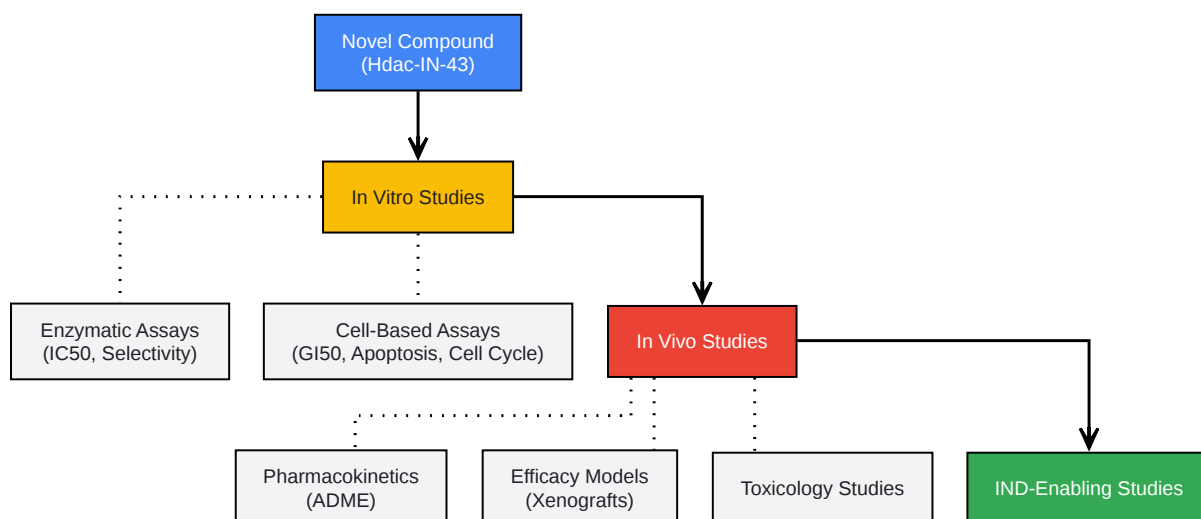 Novel Compound
(Hdac-IN-43)
In Vitro Studies
Enzymatic Assays
(IC50, Selectivity)
Cell-Based Assays
(GI50, Apoptosis, Cell Cycle)
In Vivo Studies
Pharmacokinetics
(ADME)
Efficacy Models
(Xenografts)
Toxicology Studies
IND-Enabling Studies